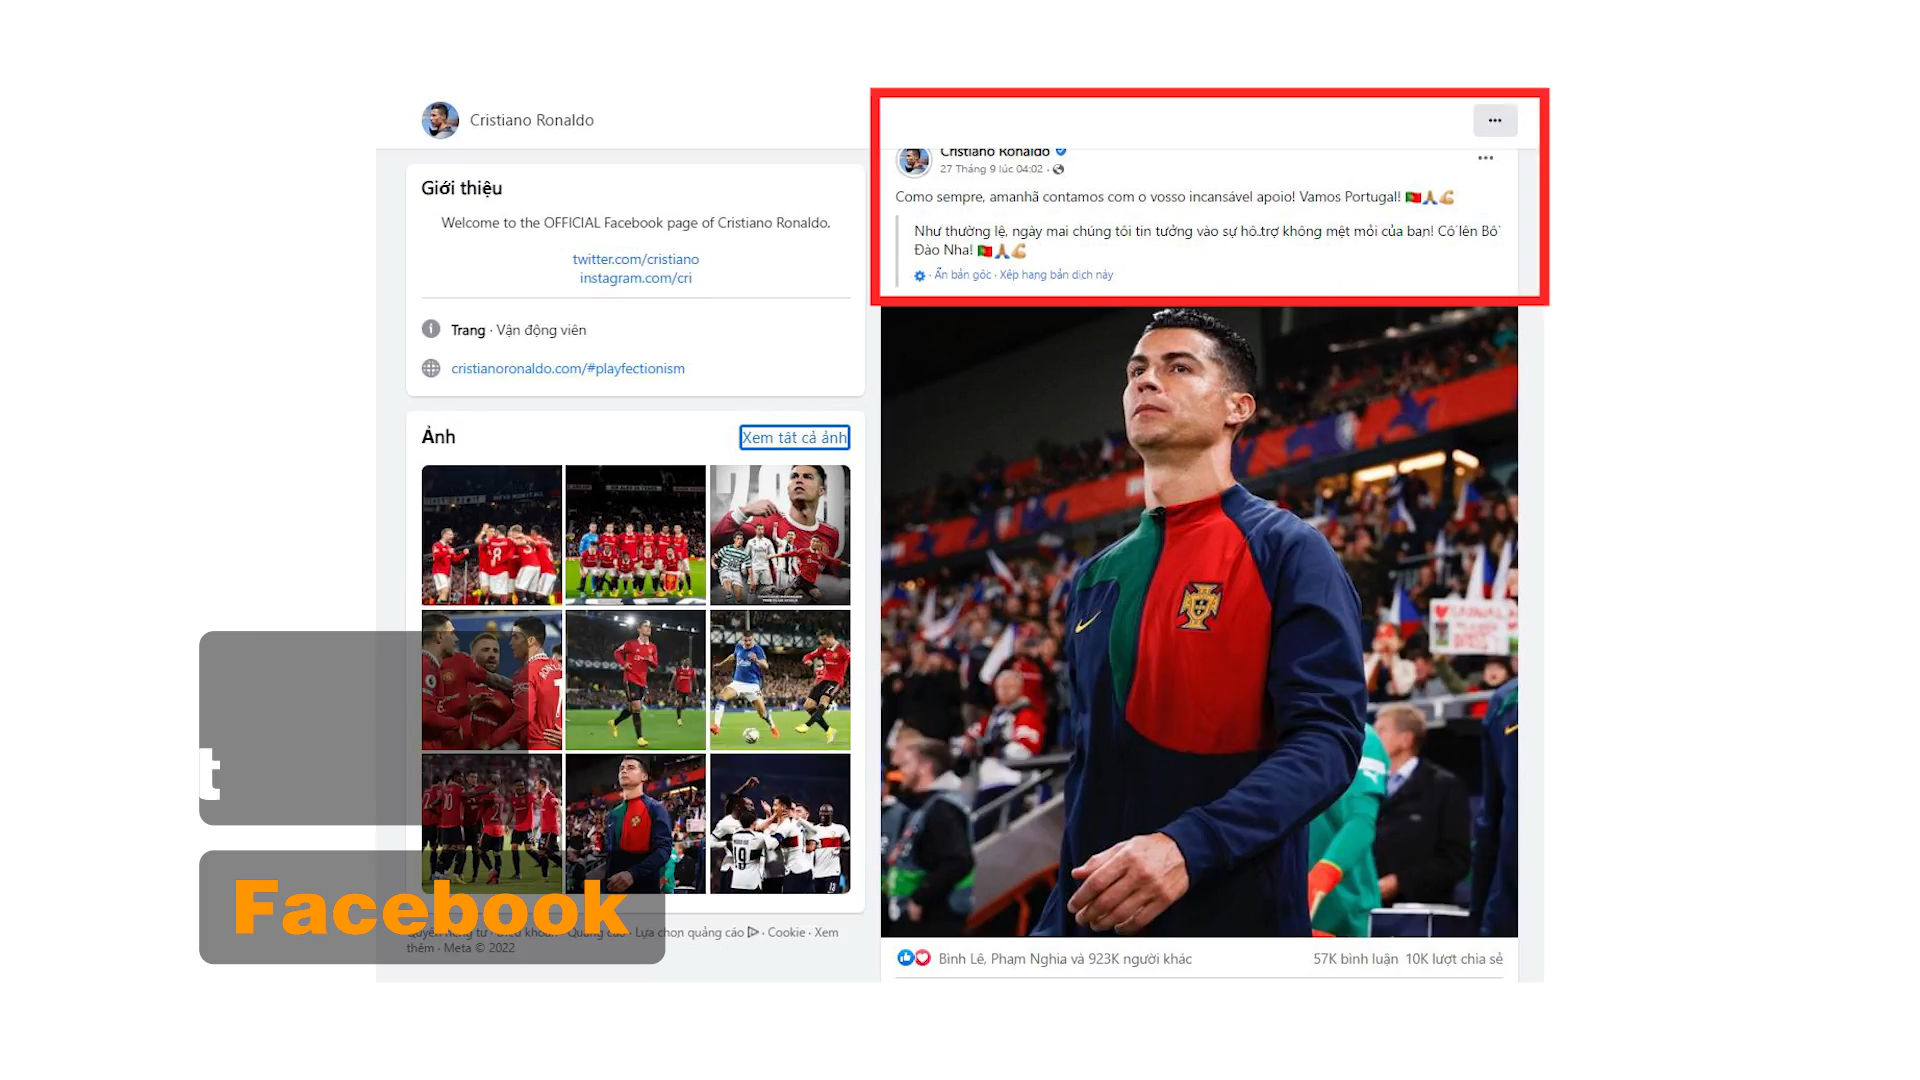 Cristiano Ronaldo
Giới thiệu
Welcome to the OFFICIAL Facebook page of Cristiano Ronaldo.
twitter.com/cristiano
instagram.com/cri
Trang · Vận động viên
cristianoronaldo.com/#playfectionism
Ảnh
Xem tất cả ảnh
t
Facebook
Quyền riêng tư · Điều khoản · Quảng cáo · Lựa chọn quảng cáo · Cookie · Xem
thêm · Meta © 2022
Cristiano Ronaldo
27 Tháng 9 lúc 04:02 ·
Como sempre, amanhã contamos com o vosso incansável apoio! Vamos Portugal! 🇵🇹🙏🏼💪🏼
Như thường lệ, ngày mai chúng tôi tin tưởng vào sự hỗ trợ không mệt mỏi của bạn! Cố lên Bồ
Đào Nha! 🇵🇹🙏🏼💪🏼
· Ẩn bản gốc · Xếp hạng bản dịch này
Bình Lê, Phạm Nghia và 923K người khác
57K bình luận 10K lượt chia sẻ